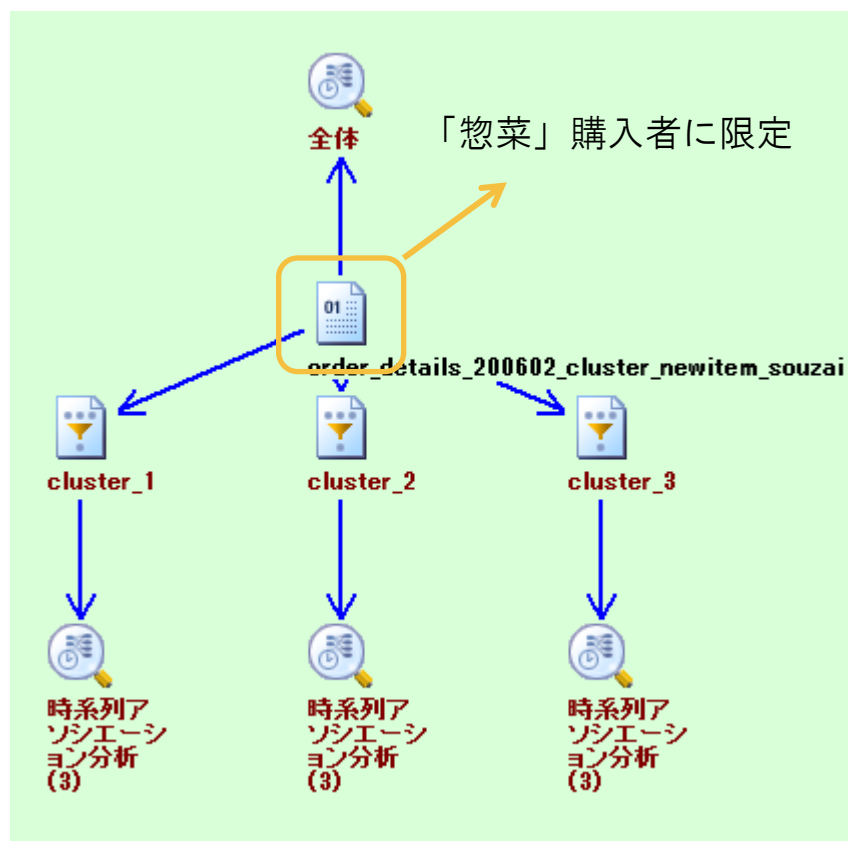 全体
「惣菜」購入者に限定
01
order_details_200602_cluster_newitem_souzai
cluster_1
cluster_2
cluster_3
時系列ア
ソシエーシ
ョン分析
(3)
時系列ア
ソシエーシ
ョン分析
(3)
時系列ア
ソシエーシ
ョン分析
(3)